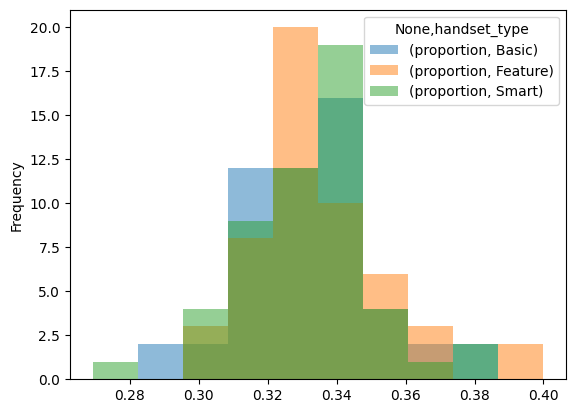 None,handset_type
(proportion, Basic)
(proportion, Feature)
(proportion, Smart)
Frequency
20.0
17.5
15.0
12.5
10.0
7.5
5.0
2.5
0.0
0.28 0.30 0.32 0.34 0.36 0.38 0.40